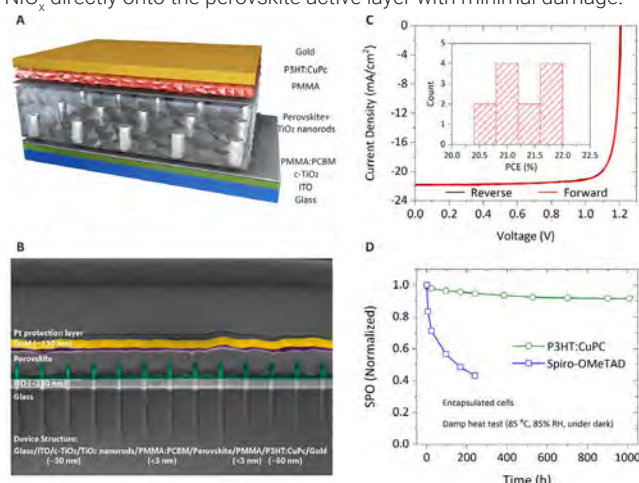 NiOx directly onto the perovskite active layer with minimal damage.
A
Gold
P3HT:CuPc
PMMA
Perovskite+
TiO2 nanorods
PMMA:PCBM
c-TiO2
ITO
Glass
B
Pt protection layer
Gold (~130 nm)
Perovskite
ITO (~130 nm)
Glass
Device Structure:
Glass/ITO/c-TiO2/TiO2 nanorods/PMMA:PCBM/Perovskite/PMMA/P3HT:CuPc/Gold
(~50 nm) (<3 nm) (<3 nm) (~60 nm)
C
Current Density (mA/cm2)
0
-4
-8
-12
-16
-20
-24
0.0 0.2 0.4 0.6 0.8 1.0 1.2
Voltage (V)
Count
5
4
3
2
1
0
20.0 20.5 21.0 21.5 22.0 22.5
PCE (%)
Reverse Forward
D
SPO (Normalized)
1.0
0.8
0.6
0.4
0.2
0.0
P3HT:CuPC
Spiro-OMeTAD
Encapsulated cells
Damp heat test (85 °C, 85% RH, under dark)
0 200 400 600 800 1000
Time (h)